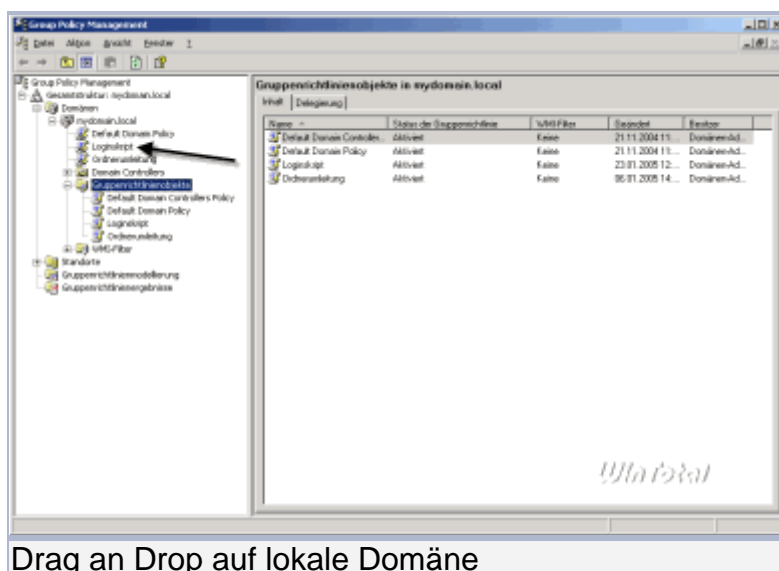 Group Policy Management
Datei Aktion Ansicht Fenster ?
Group Policy Management
Gesamtstruktur: mydomain.local
Domänen
mydomain.local
Default Domain Policy
Loginskript
Ordnerumleitung
Domain Controllers
Gruppenrichtlinienobjekte
Default Domain Controllers Policy
Default Domain Policy
Loginskript
Ordnerumleitung
WMI-Filter
Standorte
Gruppenrichtlinienmodellierung
Gruppenrichtlinienergebnisse
Gruppenrichtlinienobjekte in mydomain.local
Inhalt Delegierung
Name Status der Gruppenrichtlinie WMI-Filter Geändert Besitzer
Default Domain Controller... Aktiviert Keine 21.11.2004 11:... Domänen-Ad...
Default Domain Policy Aktiviert Keine 21.11.2004 11:... Domänen-Ad...
Loginskript Aktiviert Keine 23.01.2005 12:... Domänen-Ad...
Ordnerumleitung Aktiviert Keine 06.01.2005 14:... Domänen-Ad...
WinTotal
Drag an Drop auf lokale Domäne